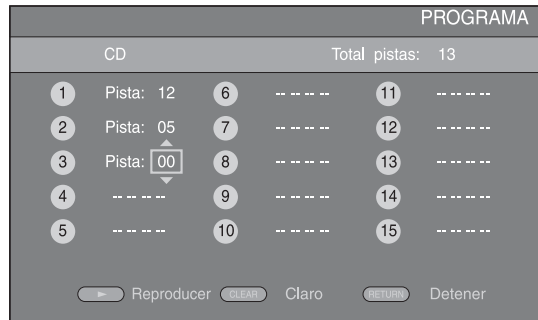 PROGRAMA
CD Total pistas: 13
1 Pista: 12 6 -- -- -- -- 11 -- -- -- --
2 Pista: 05 7 -- -- -- -- 12 -- -- -- --
3 Pista: 00 8 -- -- -- -- 13 -- -- -- --
4 -- -- -- -- 9 -- -- -- -- 14 -- -- -- --
5 -- -- -- -- 10 -- -- -- -- 15 -- -- -- --
Reproducer CLEAR Claro RETURN Detener